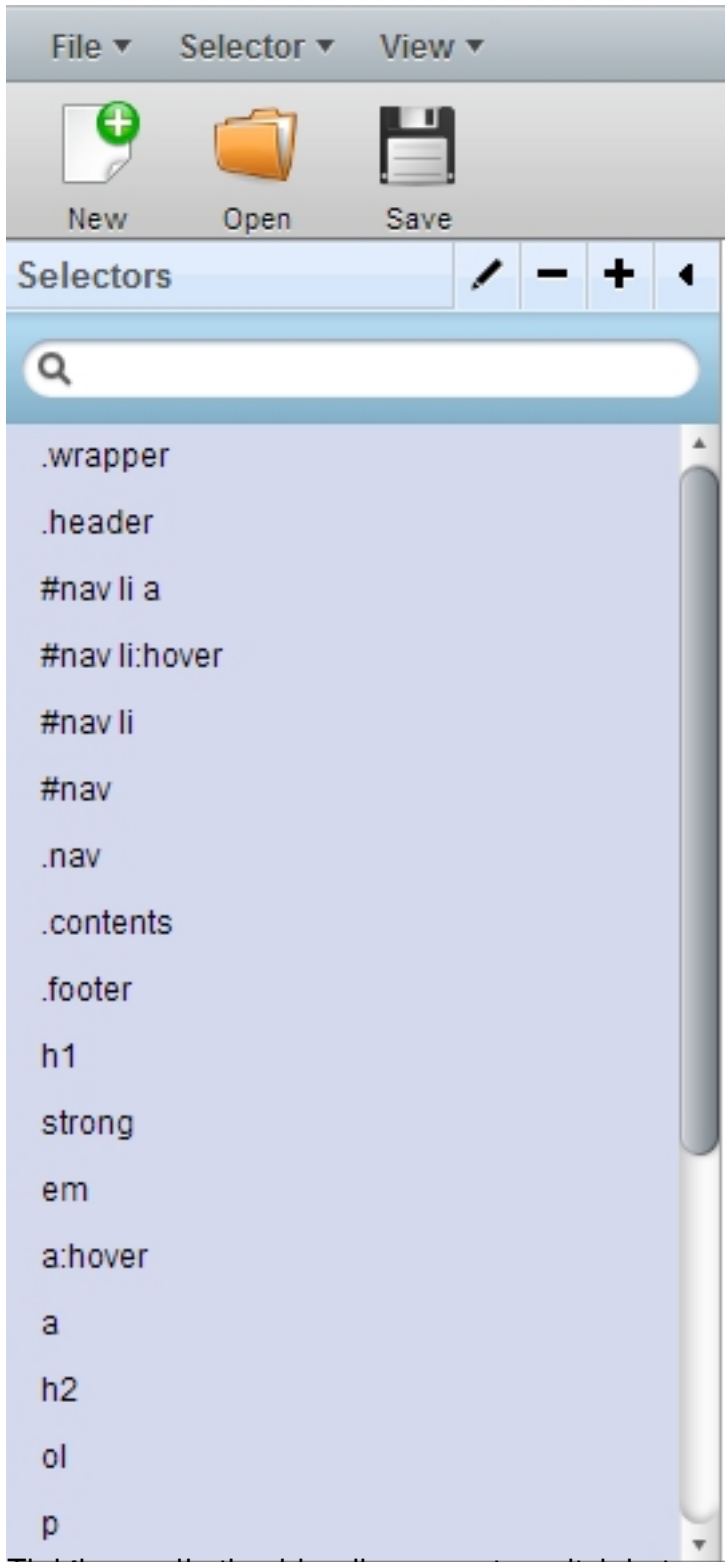 File Selector View
New Open Save
Selectors
.wrapper
.header
#nav li a
#nav li:hover
#nav li
#nav
.nav
.contents
.footer
h1
strong
em
a:hover
a
h2
ol
p